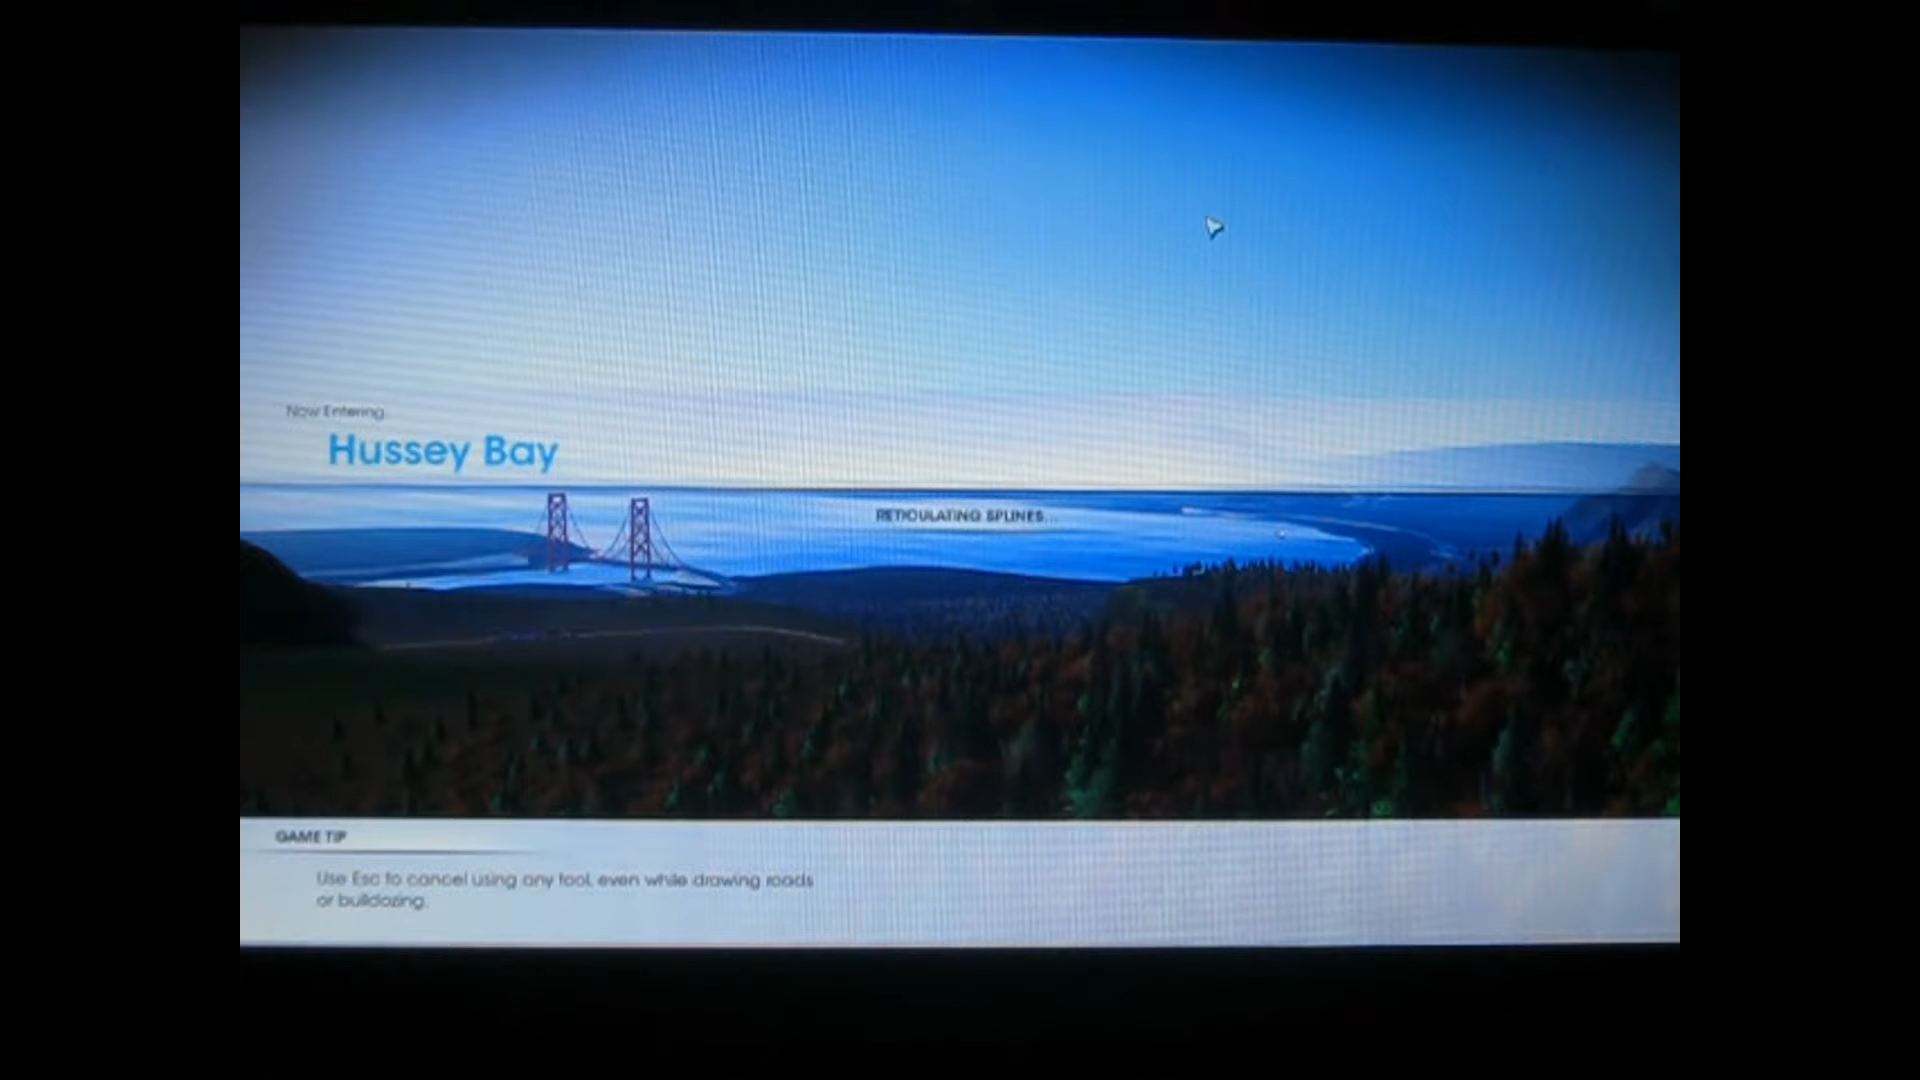 Now Entering
Hussey Bay
RETICULATING SPLINES...
GAME TIP
Use Esc to cancel using any tool, even while drawing roads
or bulldozing.